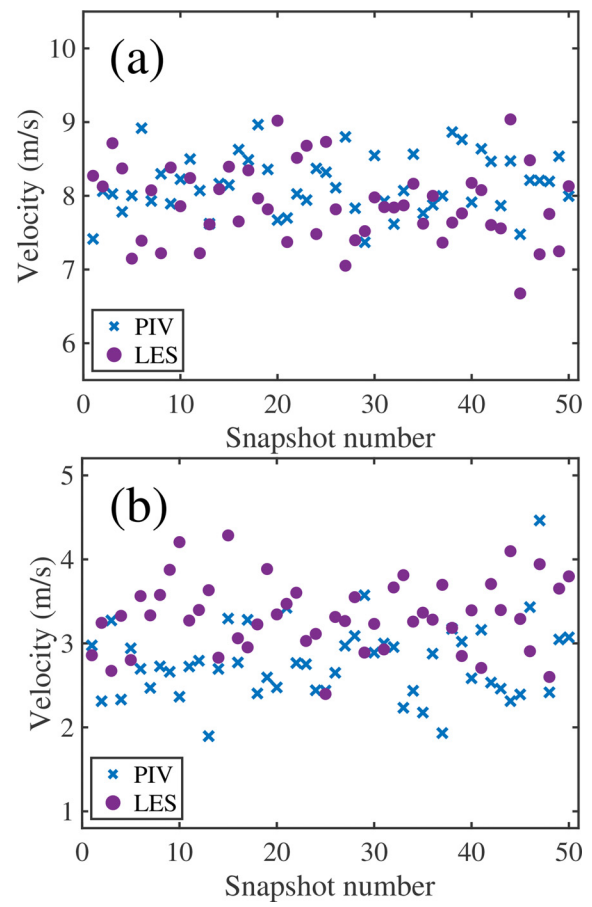 (a)
10
9
8
7
6
Velocity (m/s)
PIV
LES
0 10 20 30 40 50
Snapshot number
(b)
5
4
3
2
1
Velocity (m/s)
PIV
LES
0 10 20 30 40 50
Snapshot number